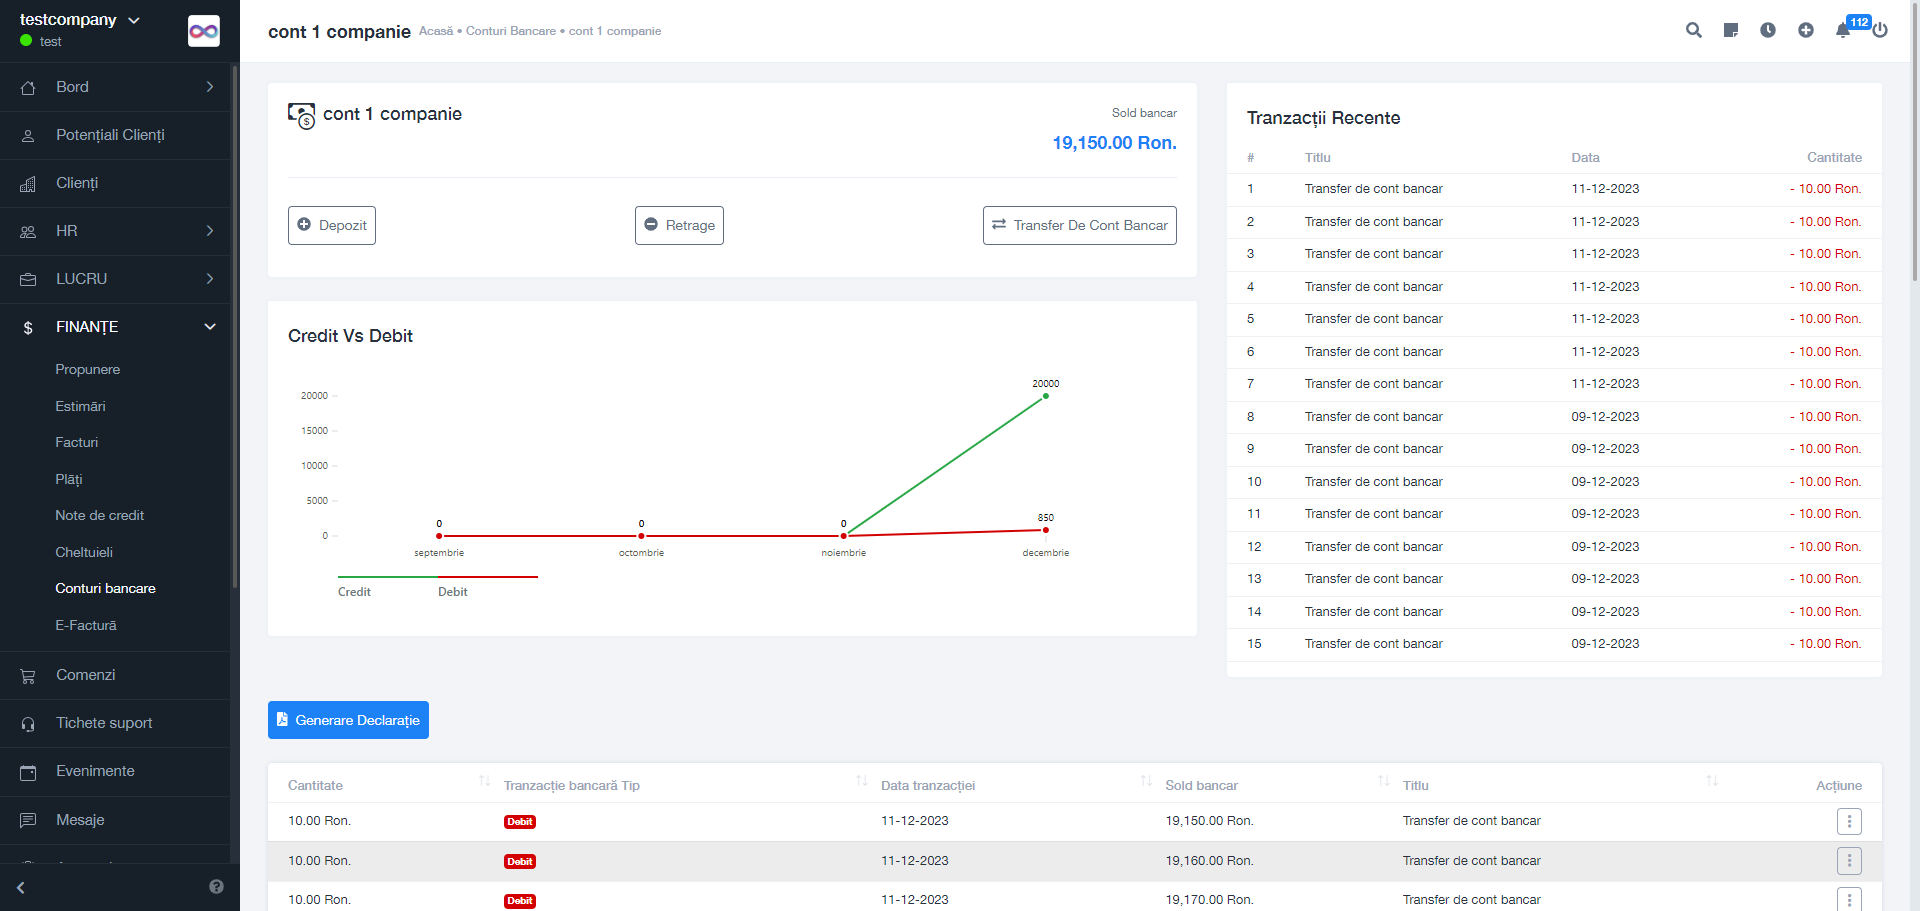 testcompany
test
Bord
Potențiali Clienți
Clienți
HR
LUCRU
FINANȚE
Propunere
Estimări
Facturi
Plăți
Note de credit
Cheltuieli
Conturi bancare
E-Factură
Comenzi
Tichete suport
Evenimente
Mesaje
cont 1 companie Acasă • Conturi Bancare • cont 1 companie
112
cont 1 companie
Sold bancar
19,150.00 Ron.
Depozit
Retrage
Transfer De Cont Bancar
Credit Vs Debit
20000
20000
15000
10000
5000
0
0
0
0
850
septembrie
octombrie
noiembrie
decembrie
Credit
Debit
Tranzacții Recente
# Titlu Data Cantitate
1 Transfer de cont bancar 11-12-2023 - 10.00 Ron.
2 Transfer de cont bancar 11-12-2023 - 10.00 Ron.
3 Transfer de cont bancar 11-12-2023 - 10.00 Ron.
4 Transfer de cont bancar 11-12-2023 - 10.00 Ron.
5 Transfer de cont bancar 11-12-2023 - 10.00 Ron.
6 Transfer de cont bancar 11-12-2023 - 10.00 Ron.
7 Transfer de cont bancar 11-12-2023 - 10.00 Ron.
8 Transfer de cont bancar 09-12-2023 - 10.00 Ron.
9 Transfer de cont bancar 09-12-2023 - 10.00 Ron.
10 Transfer de cont bancar 09-12-2023 - 10.00 Ron.
11 Transfer de cont bancar 09-12-2023 - 10.00 Ron.
12 Transfer de cont bancar 09-12-2023 - 10.00 Ron.
13 Transfer de cont bancar 09-12-2023 - 10.00 Ron.
14 Transfer de cont bancar 09-12-2023 - 10.00 Ron.
15 Transfer de cont bancar 09-12-2023 - 10.00 Ron.
Generare Declarație
Cantitate Tranzacție bancară Tip Data tranzacției Sold bancar Titlu Acțiune
10.00 Ron. Debit 11-12-2023 19,150.00 Ron. Transfer de cont bancar
10.00 Ron. Debit 11-12-2023 19,160.00 Ron. Transfer de cont bancar
10.00 Ron. Debit 11-12-2023 19,170.00 Ron. Transfer de cont bancar